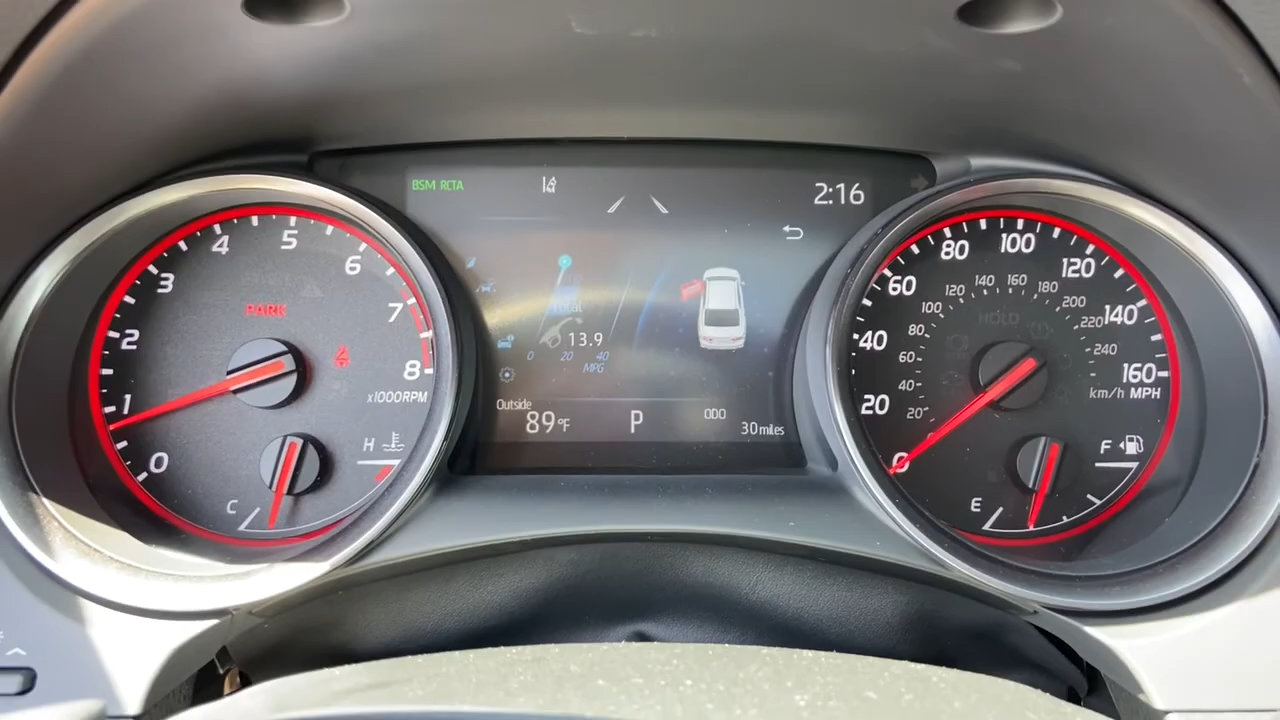 BSM RCTA
2:16
0
1
2
3
4
5
6
7
8
x1000RPM
PARK
C
H
13.9
0 20 40
MPG
Outside
89°F
P
ODO
30 miles
0
20
40
60
80
100
120
140
160
km/h MPH
20
40
60
80
100
120
140
160
180
200
220
240
HOLD
E
F